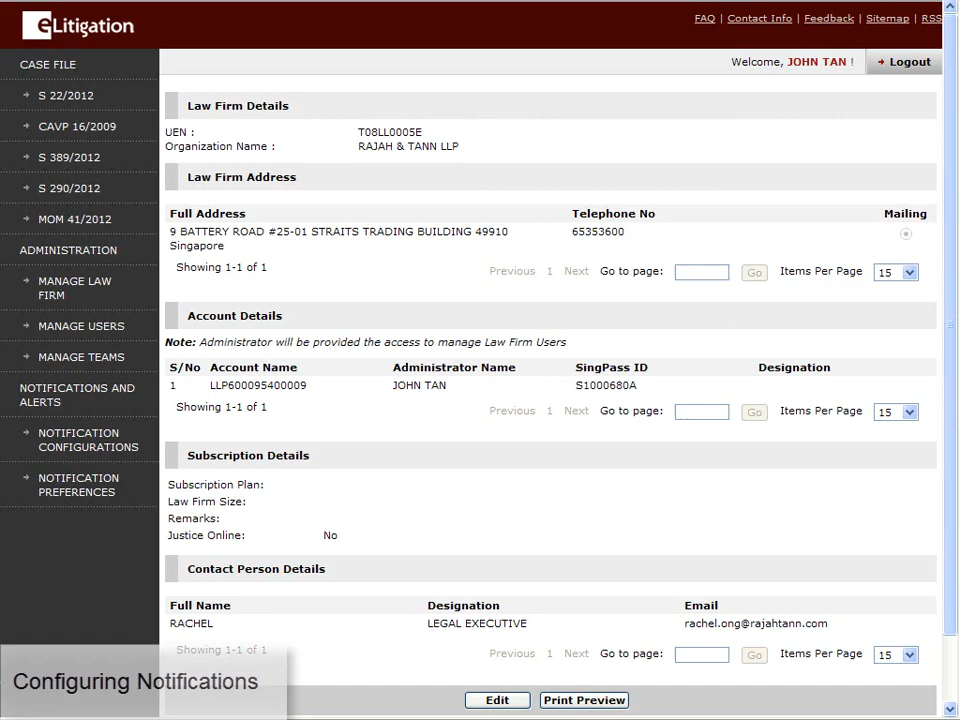 eLitigation
FAQ | Contact Info | Feedback | Sitemap | RSS
Welcome, JOHN TAN !
Logout
CASE FILE
S 22/2012
CAVP 16/2009
S 389/2012
S 290/2012
MOM 41/2012
ADMINISTRATION
MANAGE LAW
FIRM
MANAGE USERS
MANAGE TEAMS
NOTIFICATIONS AND
ALERTS
NOTIFICATION
CONFIGURATIONS
NOTIFICATION
PREFERENCES
Law Firm Details
UEN : T08LL0005E
Organization Name : RAJAH & TANN LLP
Law Firm Address
Full Address Telephone No Mailing
9 BATTERY ROAD #25-01 STRAITS TRADING BUILDING 49910 65353600
Singapore
Showing 1-1 of 1 Previous 1 Next Go to page: Go Items Per Page 15
Account Details
Note: Administrator will be provided the access to manage Law Firm Users
S/No Account Name Administrator Name SingPass ID Designation
1 LLP600095400009 JOHN TAN S1000680A
Showing 1-1 of 1 Previous 1 Next Go to page: Go Items Per Page 15
Subscription Details
Subscription Plan:
Law Firm Size:
Remarks:
Justice Online: No
Contact Person Details
Full Name Designation Email
RACHEL LEGAL EXECUTIVE rachel.ong@rajahtann.com
Showing 1-1 of 1 Previous 1 Next Go to page: Go Items Per Page 15
Configuring Notifications
Edit Print Preview